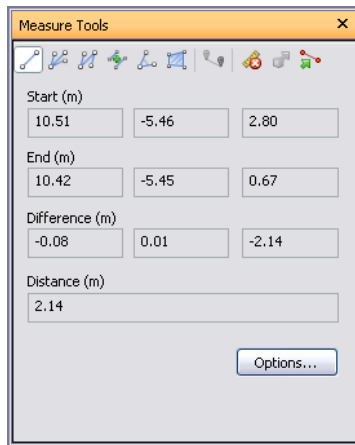 Measure Tools
Start (m)
10.51 -5.46 2.80
End (m)
10.42 -5.45 0.67
Difference (m)
-0.08 0.01 -2.14
Distance (m)
2.14
Options...